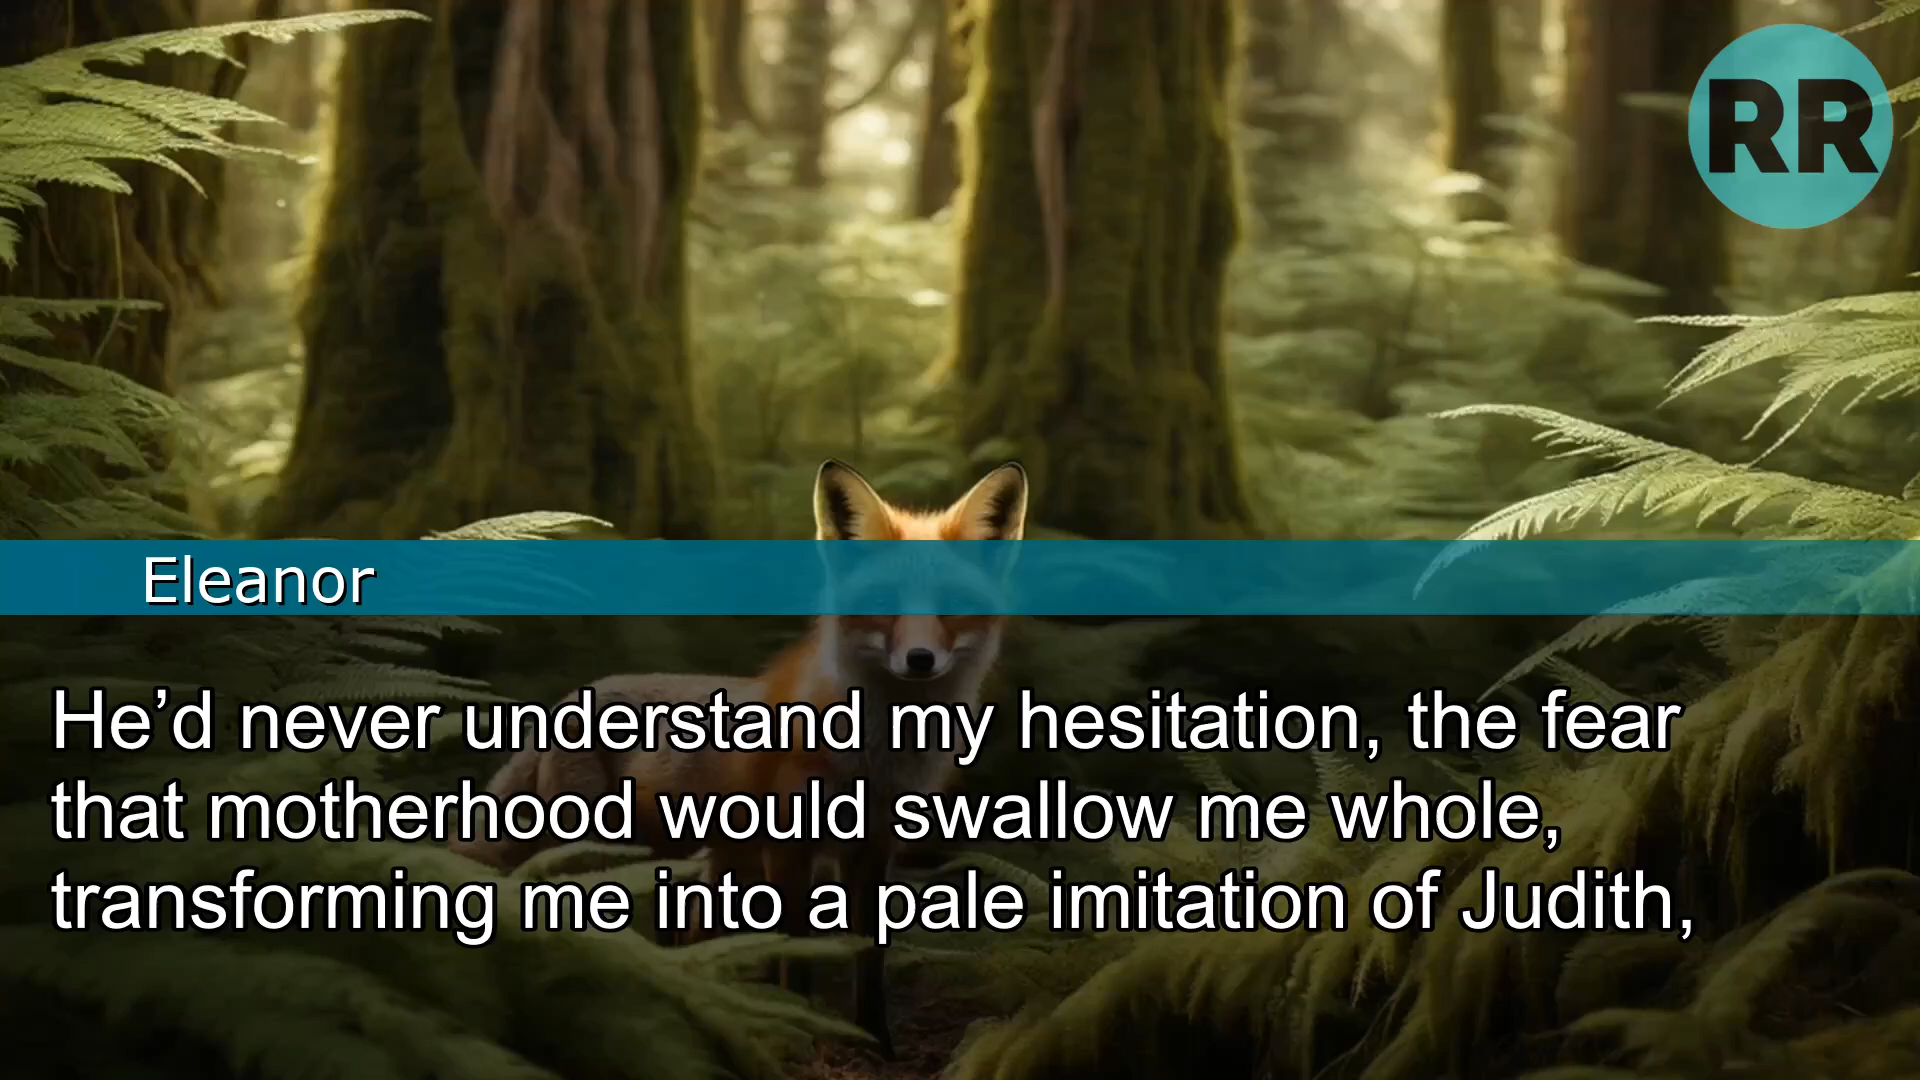 RR
Eleanor
He’d never understand my hesitation, the fear
that motherhood would swallow me whole,
transforming me into a pale imitation of Judith,